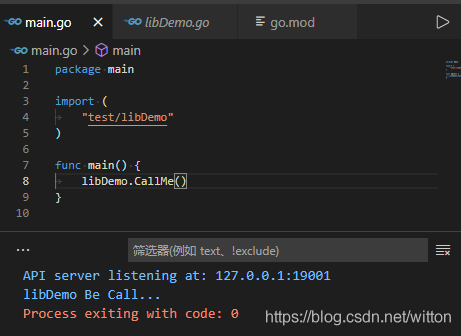 main.go
libDemo.go
go.mod
main.go > main
1 package main
2
3 import (
4 "test/libDemo"
5 )
6
7 func main() {
8 libDemo.CallMe()
9 }
10
... 筛选器(例如 text、!exclude)
API server listening at: 127.0.0.1:19001
libDemo Be Call...
Process exiting with code: 0
https://blog.csdn.net/witton